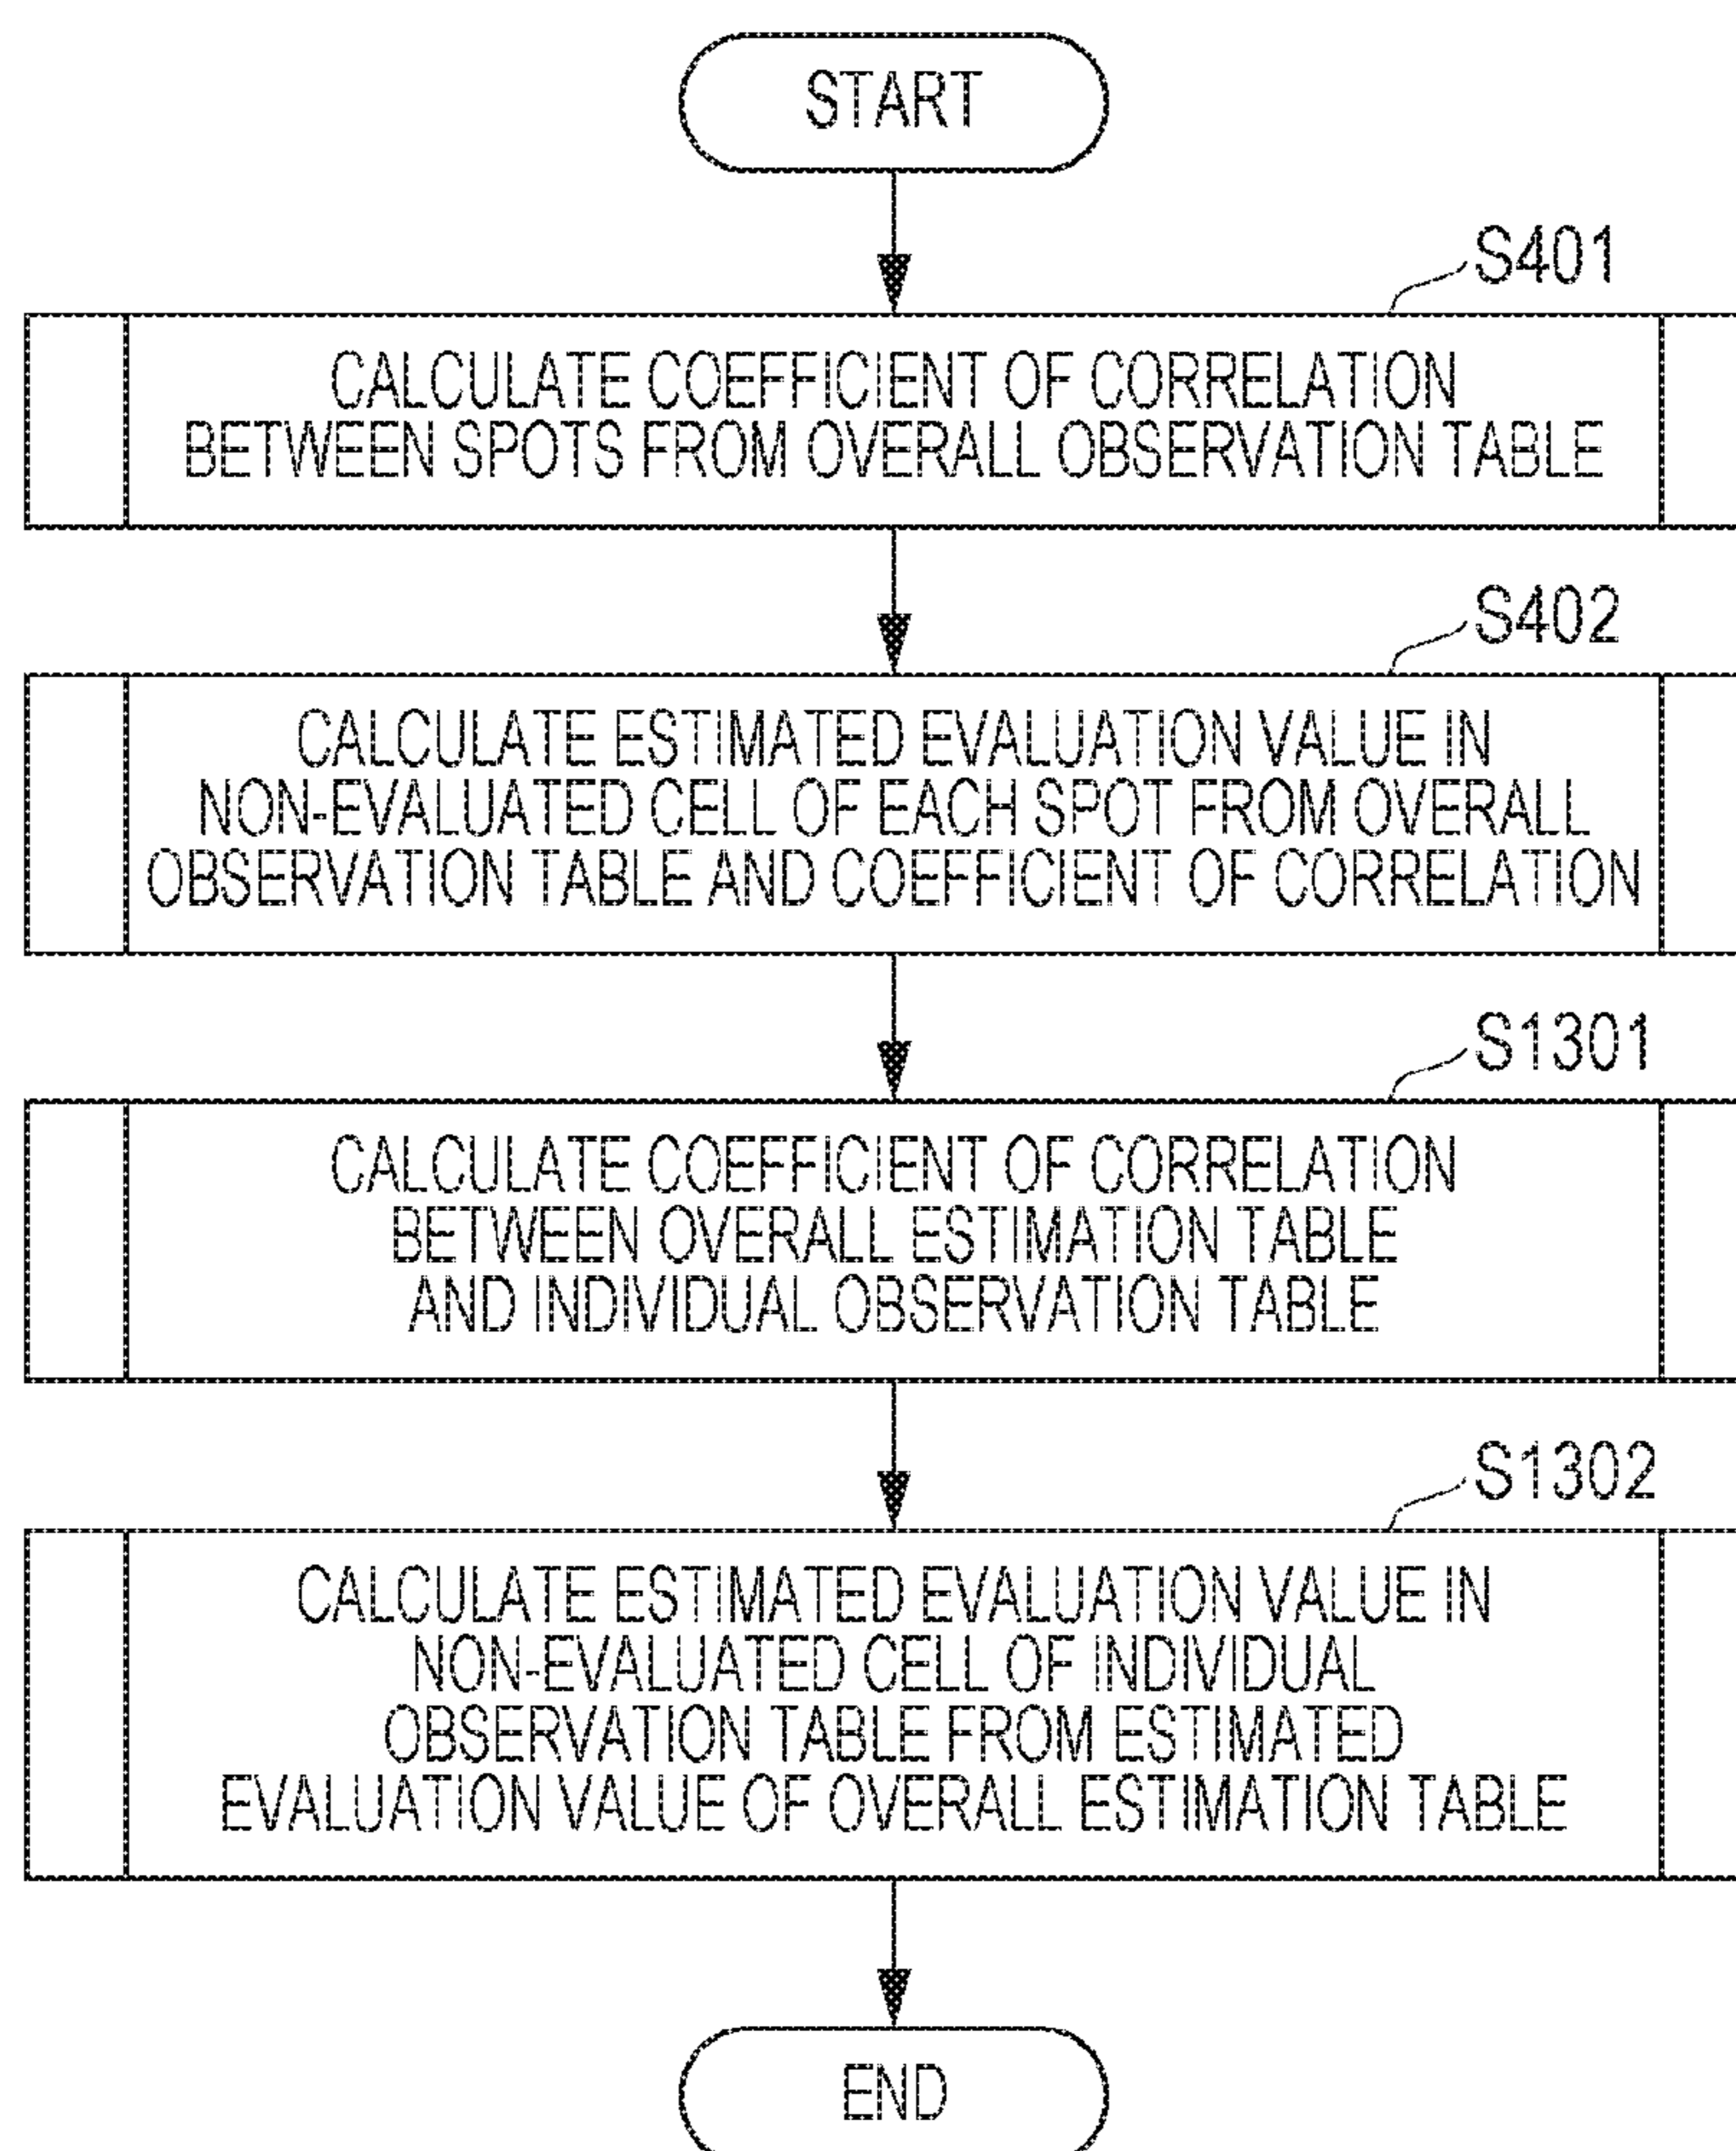 START
S401
CALCULATE COEFFICIENT OF CORRELATION
BETWEEN SPOTS FROM OVERALL OBSERVATION TABLE
S402
CALCULATE ESTIMATED EVALUATION VALUE IN
NON-EVALUATED CELL OF EACH SPOT FROM OVERALL
OBSERVATION TABLE AND COEFFICIENT OF CORRELATION
S1301
CALCULATE COEFFICIENT OF CORRELATION
BETWEEN OVERALL ESTIMATION TABLE
AND INDIVIDUAL OBSERVATION TABLE
S1302
CALCULATE ESTIMATED EVALUATION VALUE IN
NON-EVALUATED CELL OF INDIVIDUAL
OBSERVATION TABLE FROM ESTIMATED
EVALUATION VALUE OF OVERALL ESTIMATION TABLE
END